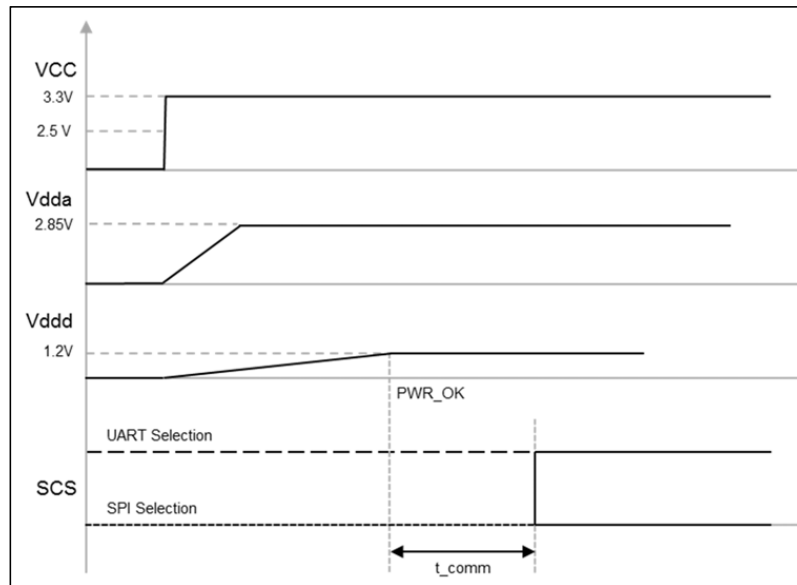 VCC
3.3V
2.5 V
Vdda
2.85V
Vddd
1.2V
PWR_OK
UART Selection
SCS
SPI Selection
t_comm